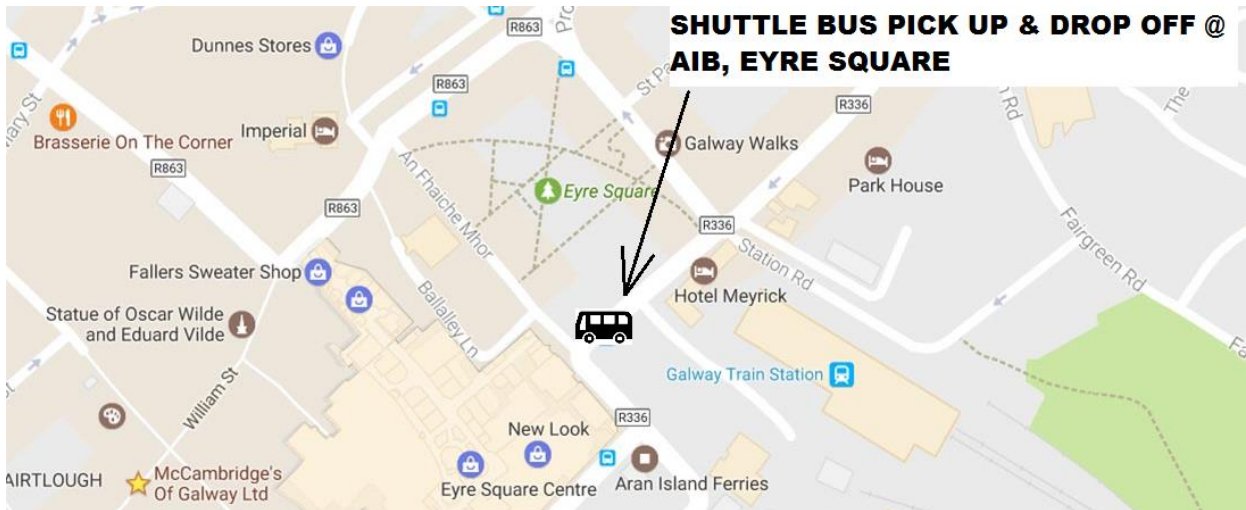 SHUTTLE BUS PICK UP & DROP OFF @
AIB, EYRE SQUARE
R863
Dunnes Stores
R863
R336
Imperial
Brasserie On The Corner
R863
Galway Walks
Park House
Eyre Square
An Fhaiche Mhor
R863
R336
Station Rd
Fairgreen Rd
Fallers Sweater Shop
Ballalley Ln
Hotel Meyrick
Statue of Oscar Wilde
and Eduard Vilde
William St
Galway Train Station
R336
New Look
McCambridge's
Of Galway Ltd
Eyre Square Centre
Aran Island Ferries
AIRTLOUGH